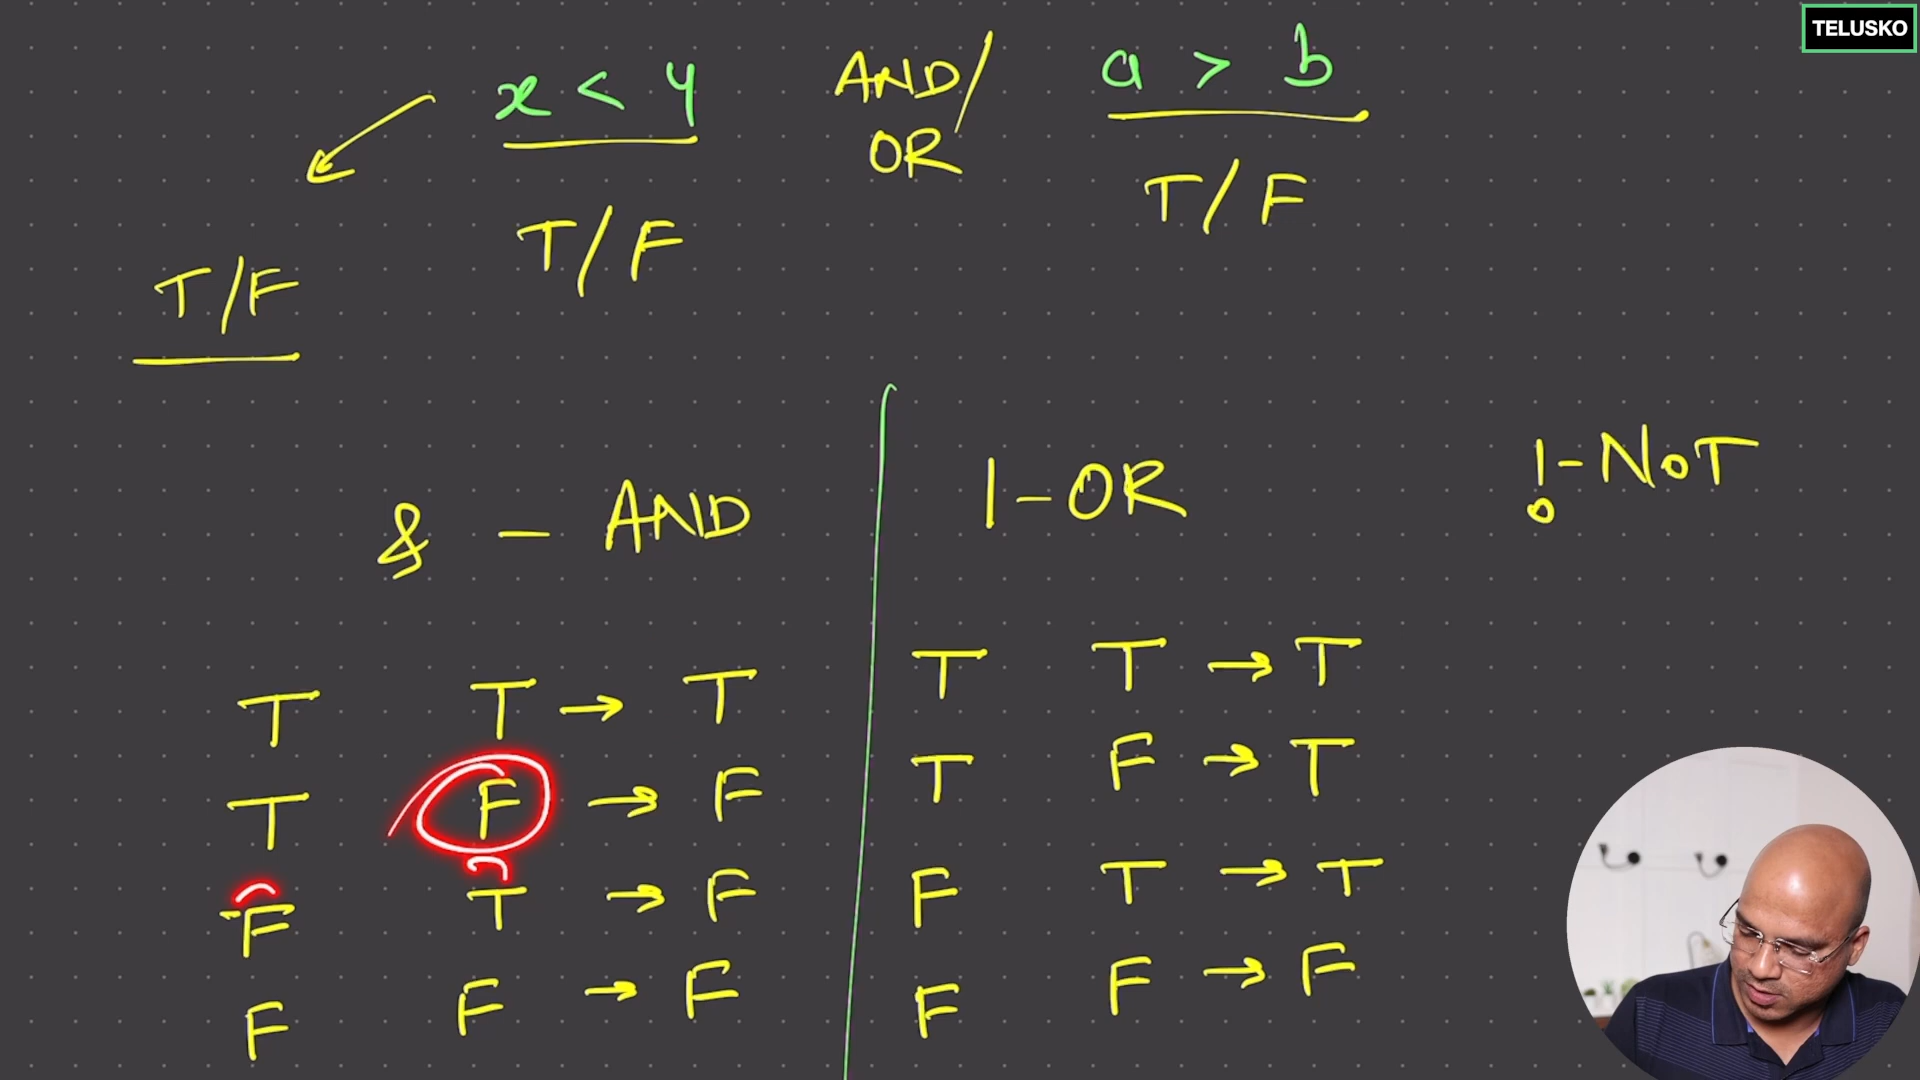 TELUSKO
x < y AND/ a > b
OR
T/F T/F
T/F
& - AND
|-OR
!-NOT
T T → T
T F → F
F T → F
F F → F
T T → T
T F → T
F T → T
F F → F